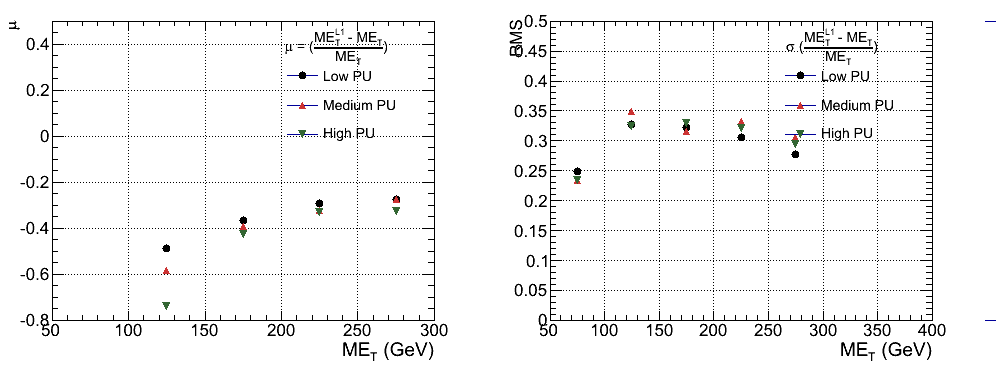 μ
0.4
0.2
0
-0.2
-0.4
-0.6
-0.8
50 100 150 200 250 300
ME_T (GeV)
μ = (ME_T^L1 - ME_T / ME_T)
Low PU
Medium PU
High PU
RMS
0.5
0.45
0.4
0.35
0.3
0.25
0.2
0.15
0.1
0.05
0
50 100 150 200 250 300 350 400
ME_T (GeV)
σ (ME_T^L1 - ME_T / ME_T)
Low PU
Medium PU
High PU